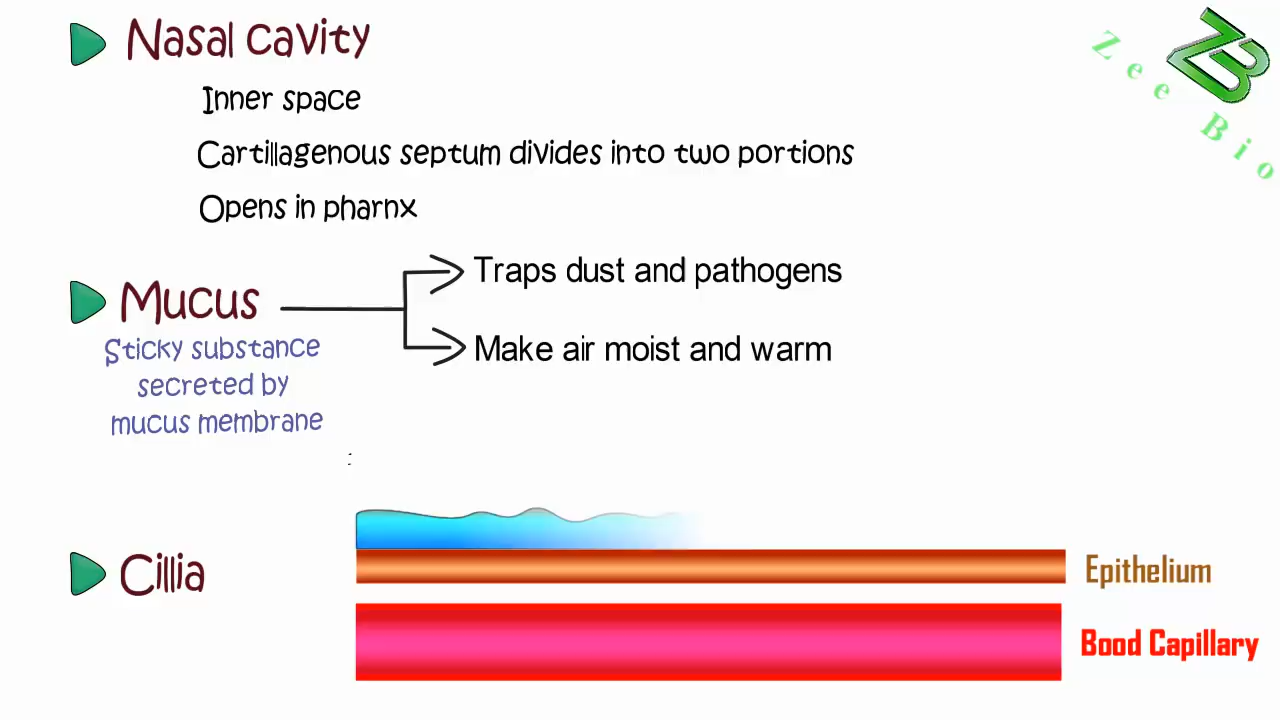 Nasal cavity
Inner space
Cartillagenous septum divides into two portions
Opens in pharnx
Mucus
Traps dust and pathogens
Make air moist and warm
Sticky substance
secreted by
mucus membrane
Cillia
Epithelium
Bood Capillary
ZB
Zee Bio